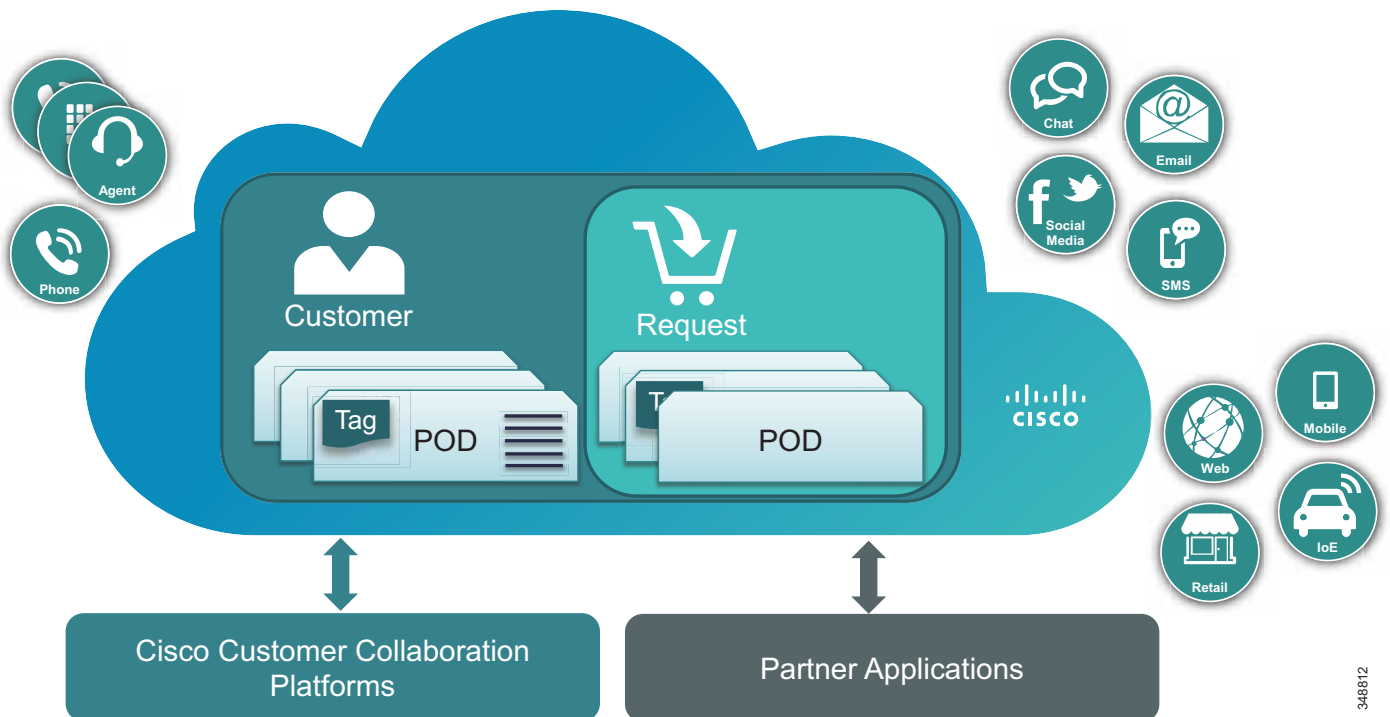 Agent
Phone
Chat
Email
Social
Media
SMS
Customer
Request
Tag
POD
T
POD
CISCO
Web
Mobile
IoE
Retail
Cisco Customer Collaboration
Platforms
Partner Applications
348812